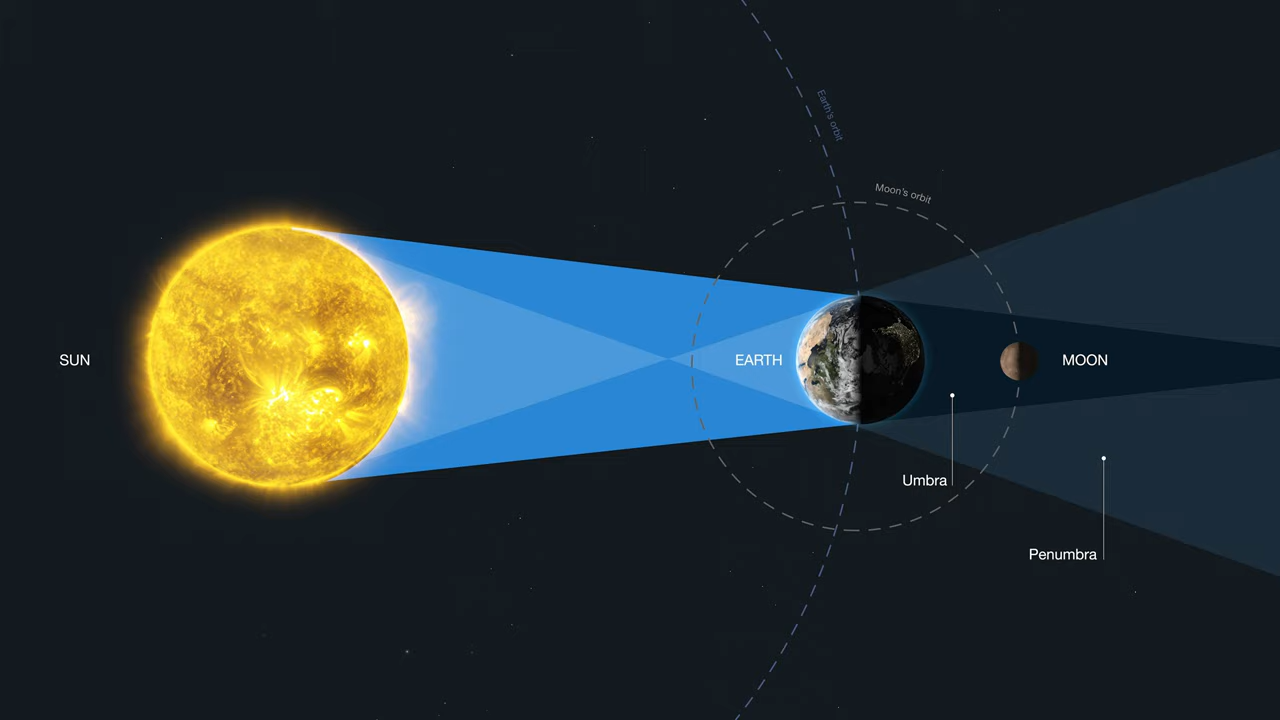 Earth's orbit
Moon's orbit
SUN
EARTH
MOON
Umbra
Penumbra